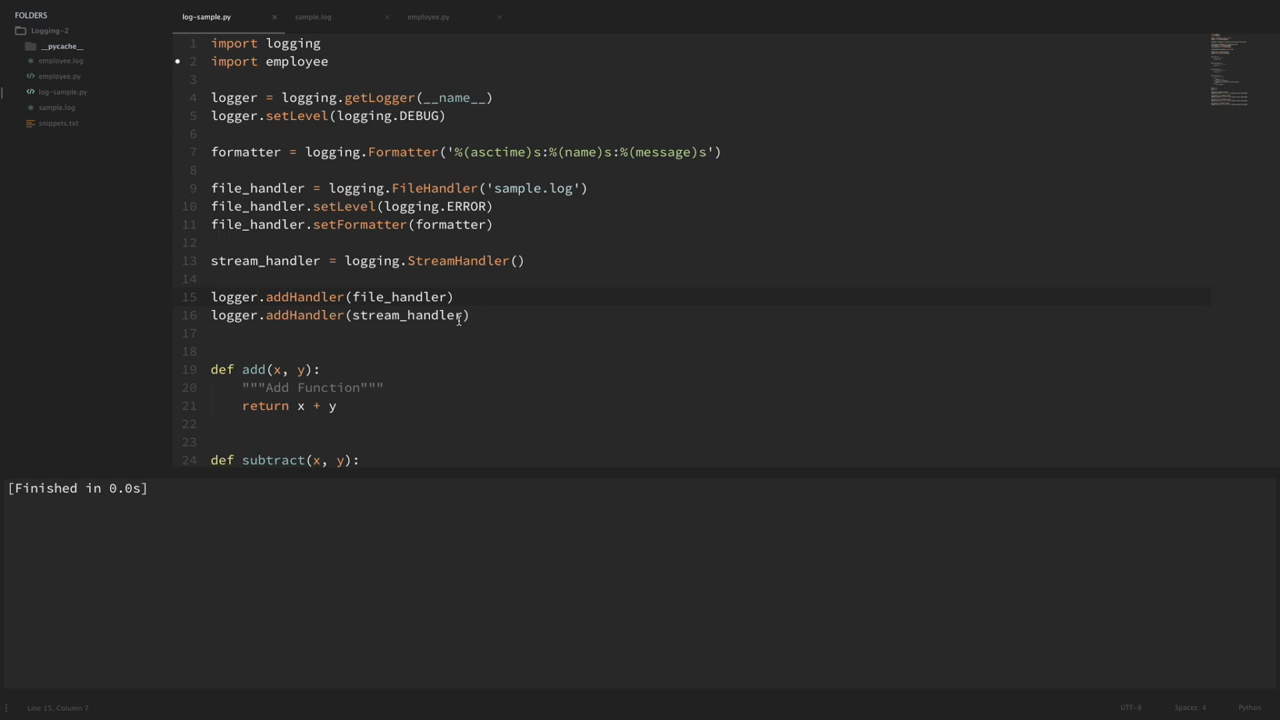 FOLDERS
Logging-2
__pycache__
employee.log
employee.py
log-sample.py
sample.log
snippets.txt
log-sample.py ×
sample.log ×
employee.py ×
1 import logging
2 import employee
3
4 logger = logging.getLogger(__name__)
5 logger.setLevel(logging.DEBUG)
6
7 formatter = logging.Formatter('%(asctime)s:%(name)s:%(message)s')
8
9 file_handler = logging.FileHandler('sample.log')
10 file_handler.setLevel(logging.ERROR)
11 file_handler.setFormatter(formatter)
12
13 stream_handler = logging.StreamHandler()
14
15 logger.addHandler(file_handler)
16 logger.addHandler(stream_handler)
17
18
19 def add(x, y):
20 """Add Function"""
21 return x + y
22
23
24 def subtract(x, y):
[Finished in 0.0s]
Line 15, Column 7
UTF-8
Spaces: 4
Python